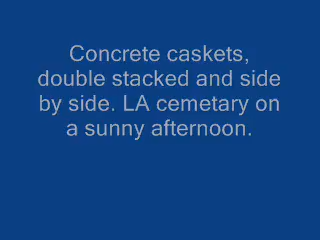 Concrete caskets,
double stacked and side
by side. LA cemetary on
a sunny afternoon.